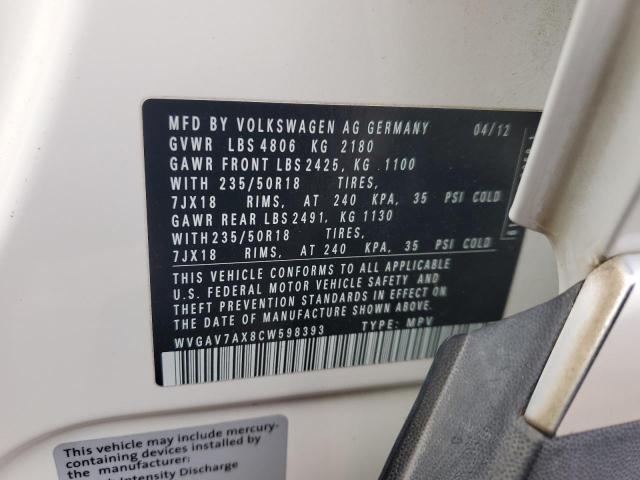 MFD BY VOLKSWAGEN AG GERMANY 04/12
GVWR LBS 4806 KG 2180
GAWR FRONT LBS 2425, KG 1100
WITH 235/50R18 TIRES,
7JX18 RIMS, AT 240 KPA, 35 PSI COLD
GAWR REAR LBS 2491, KG 1130
WITH 235/50R18 TIRES,
7JX18 RIMS, AT 240 KPA, 35 PSI COLD
THIS VEHICLE CONFORMS TO ALL APPLICABLE
U.S. FEDERAL MOTOR VEHICLE SAFETY AND
THEFT PREVENTION STANDARDS IN EFFECT ON
THE DATE OF MANUFACTURE SHOWN ABOVE.
WVGAV7AX8CW598393 TYPE: MPV
This vehicle may include mercury-
containing devices installed by
the manufacturer:
Intensity Discharge